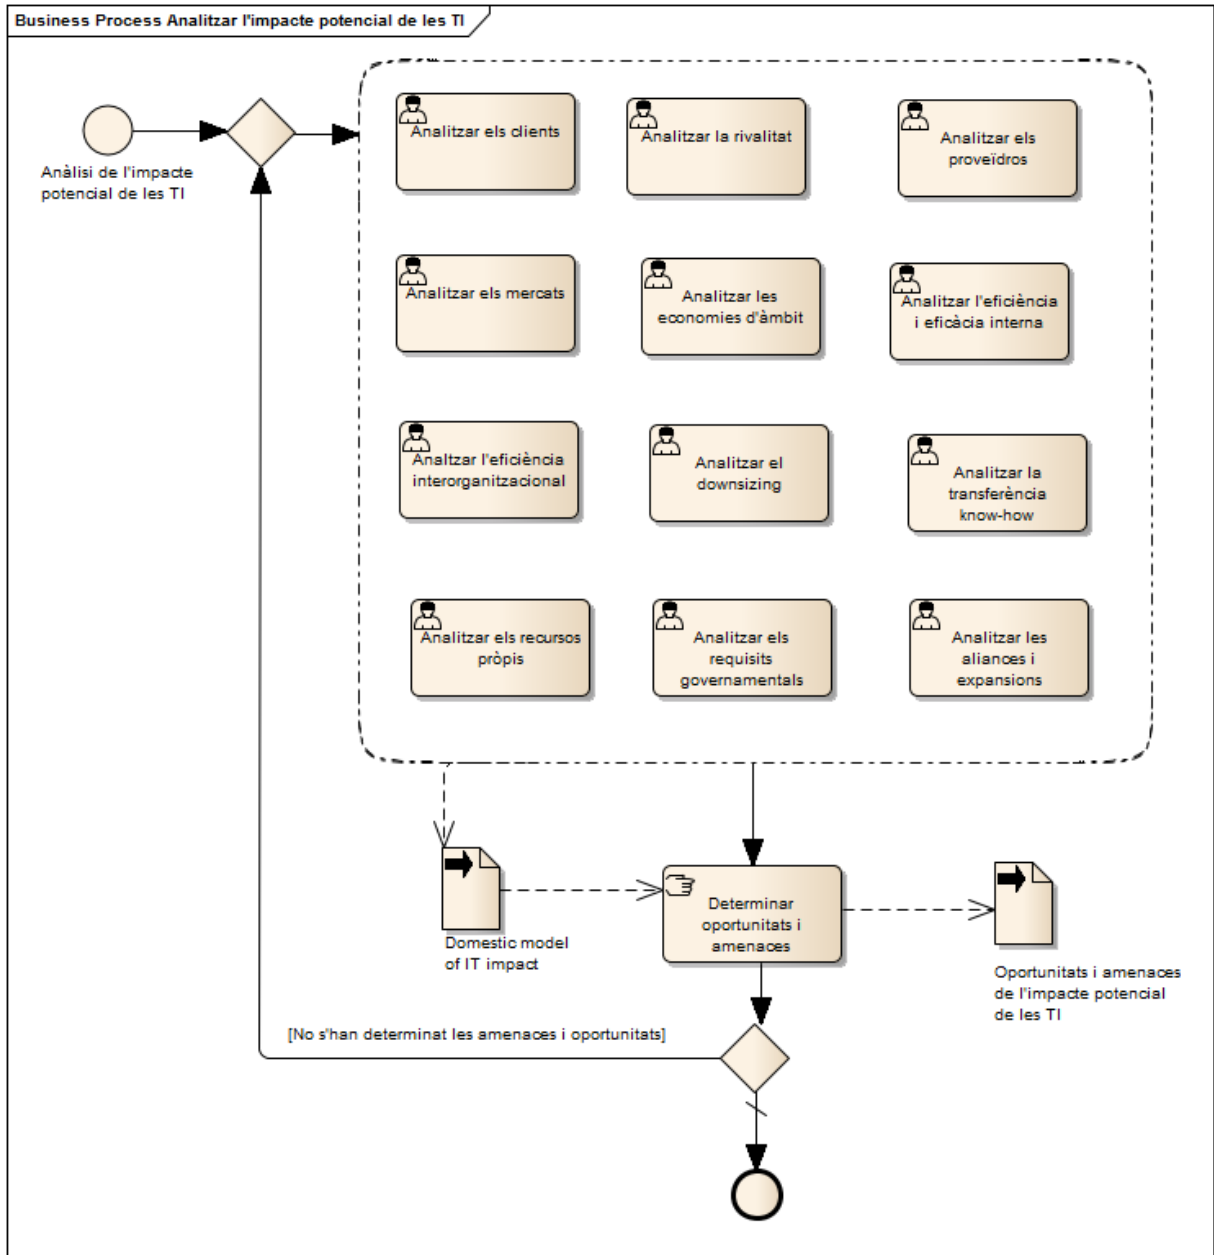 Business Process Analitzar l'impacte potencial de les TI
Anàlisi de l'impacte
potencial de les TI
Analitzar els clients
Analitzar la rivalitat
Analitzar els
proveïdros
Analitzar els mercats
Analitzar les
economies d'àmbit
Analitzar l'eficiència
i eficàcia interna
Analtzar l'eficiència
interorganitzacional
Analitzar el
downsizing
Analitzar la
transferència
know-how
Analitzar els recursos
pròpis
Analitzar els
requisits
governamentals
Analitzar les
aliances i
expansions
Domestic model
of IT impact
Determinar
oportunitats i
amenaces
Oportunitats i amenaces
de l'impacte potencial
de les TI
[No s'han determinat les amenaces i oportunitats]